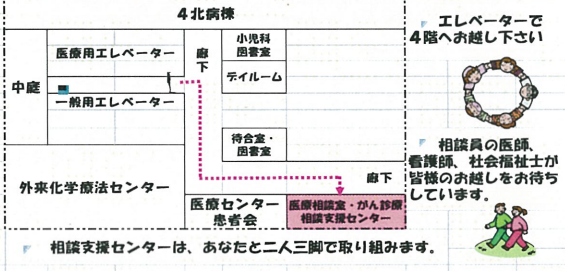 4北病棟
医療用エレベーター
廊下
小児科
図書室
デイルーム
中庭
一般用エレベーター
待合室・
図書室
外来化学療法センター
廊下
医療センター
患者会
医療相談室・がん診療
相談支援センター
エレベーターで
4階へお越し下さい
相談員の医師、
看護師、社会福祉士が
皆様のお越しをお待ち
しています。
相談支援センターは、あなたと二人三脚で取り組みます。